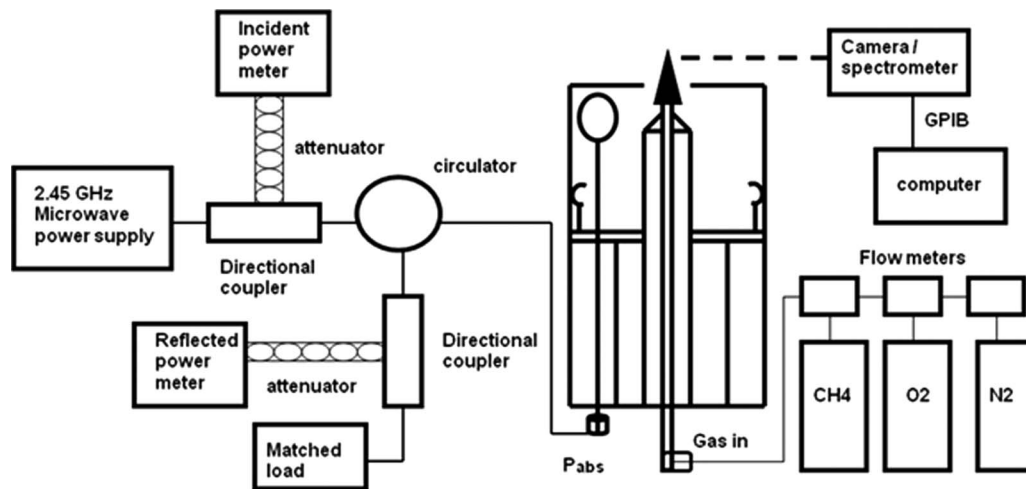 Incident
power
meter
attenuator
circulator
2.45 GHz
Microwave
power supply
Directional
coupler
Reflected
power
meter
attenuator
Directional
coupler
Matched
load
Camera /
spectrometer
GPIB
computer
Flow meters
CH4
O2
N2
Gas in
Pabs